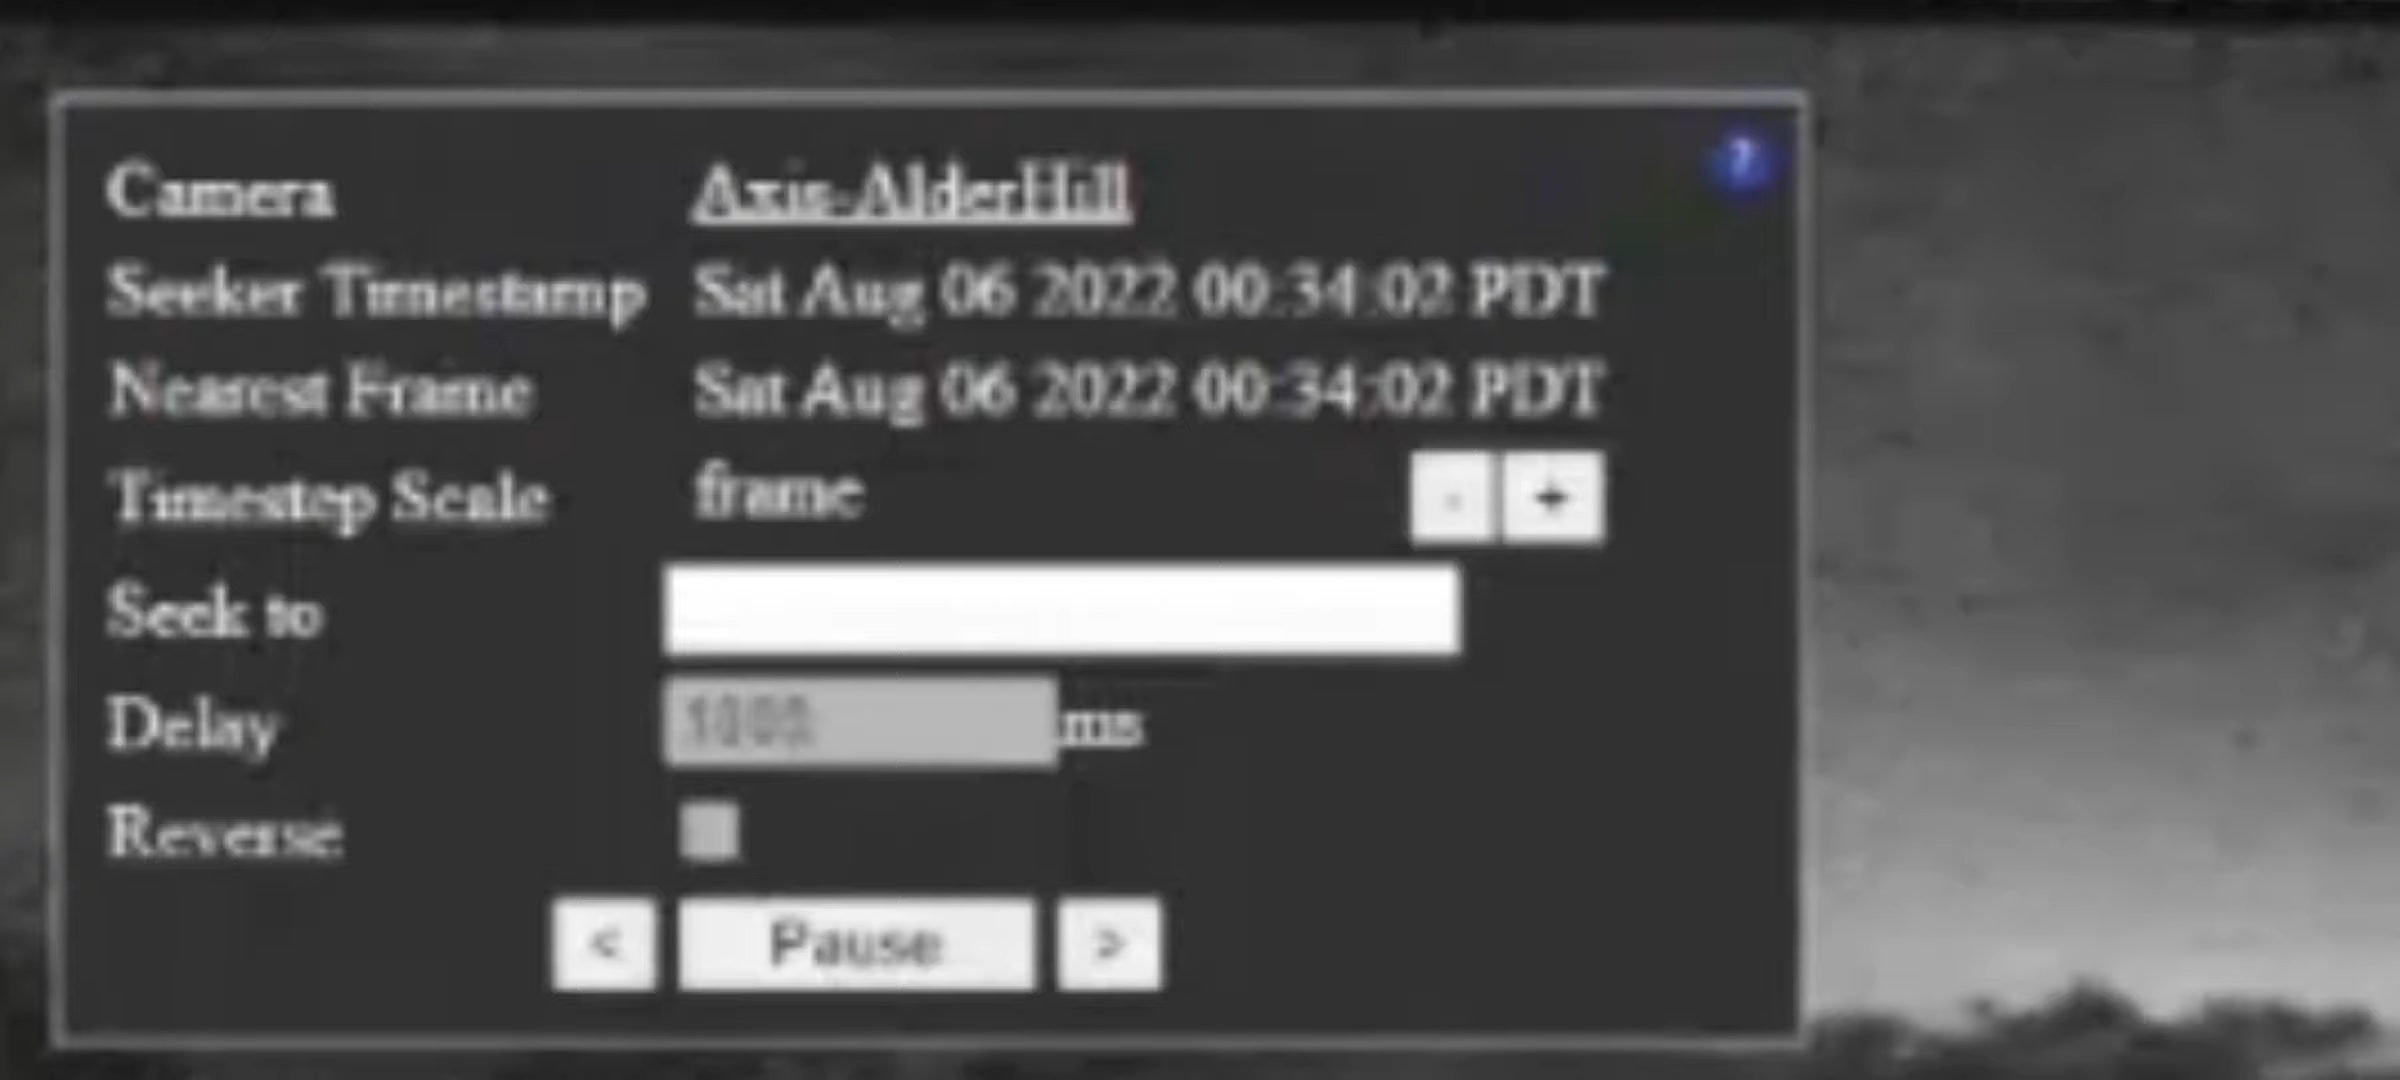 ?
Camera Axis-AlderHill
Seeker Timestamp Sat Aug 06 2022 00:34:02 PDT
Nearest Frame Sat Aug 06 2022 00:34:02 PDT
Timestep Scale frame - +
Seek to
Delay ms
Reverse
< Pause >